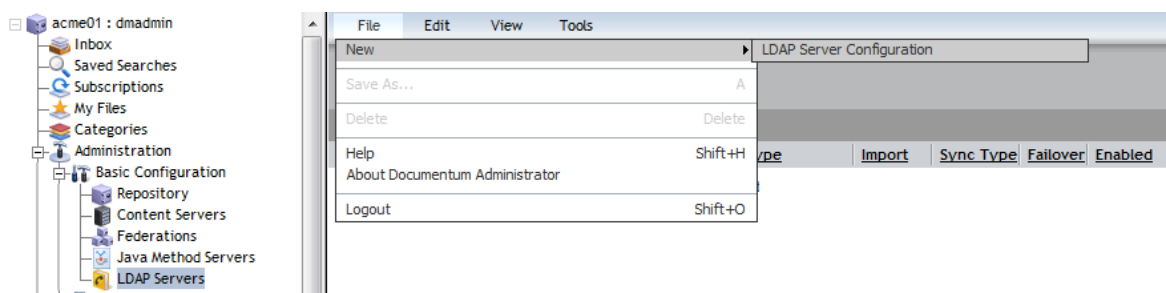 acme01 : dmadmin
Inbox
Saved Searches
Subscriptions
My Files
Categories
Administration
Basic Configuration
Repository
Content Servers
Federations
Java Method Servers
LDAP Servers
File Edit View Tools
New LDAP Server Configuration
Save As... A
Delete Delete
Help Shift+H
About Documentum Administrator
Logout Shift+O
Import Sync Type Failover Enabled